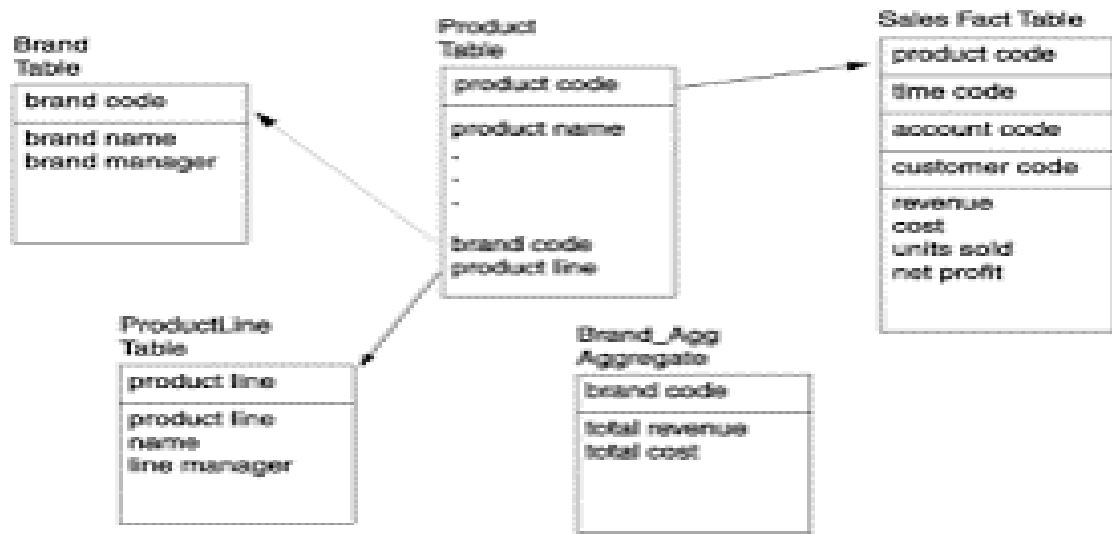 Brand
Table
brand code
brand name
brand manager
Product
Table
product code
product name
-
-
-
-
brand code
product line
Sales Fact Table
product code
time code
account code
customer code
revenue
cost
units sold
net profit
ProductLine
Table
product line
product line
name
line manager
Brand_Agg
Aggregate
brand code
total revenue
total cost